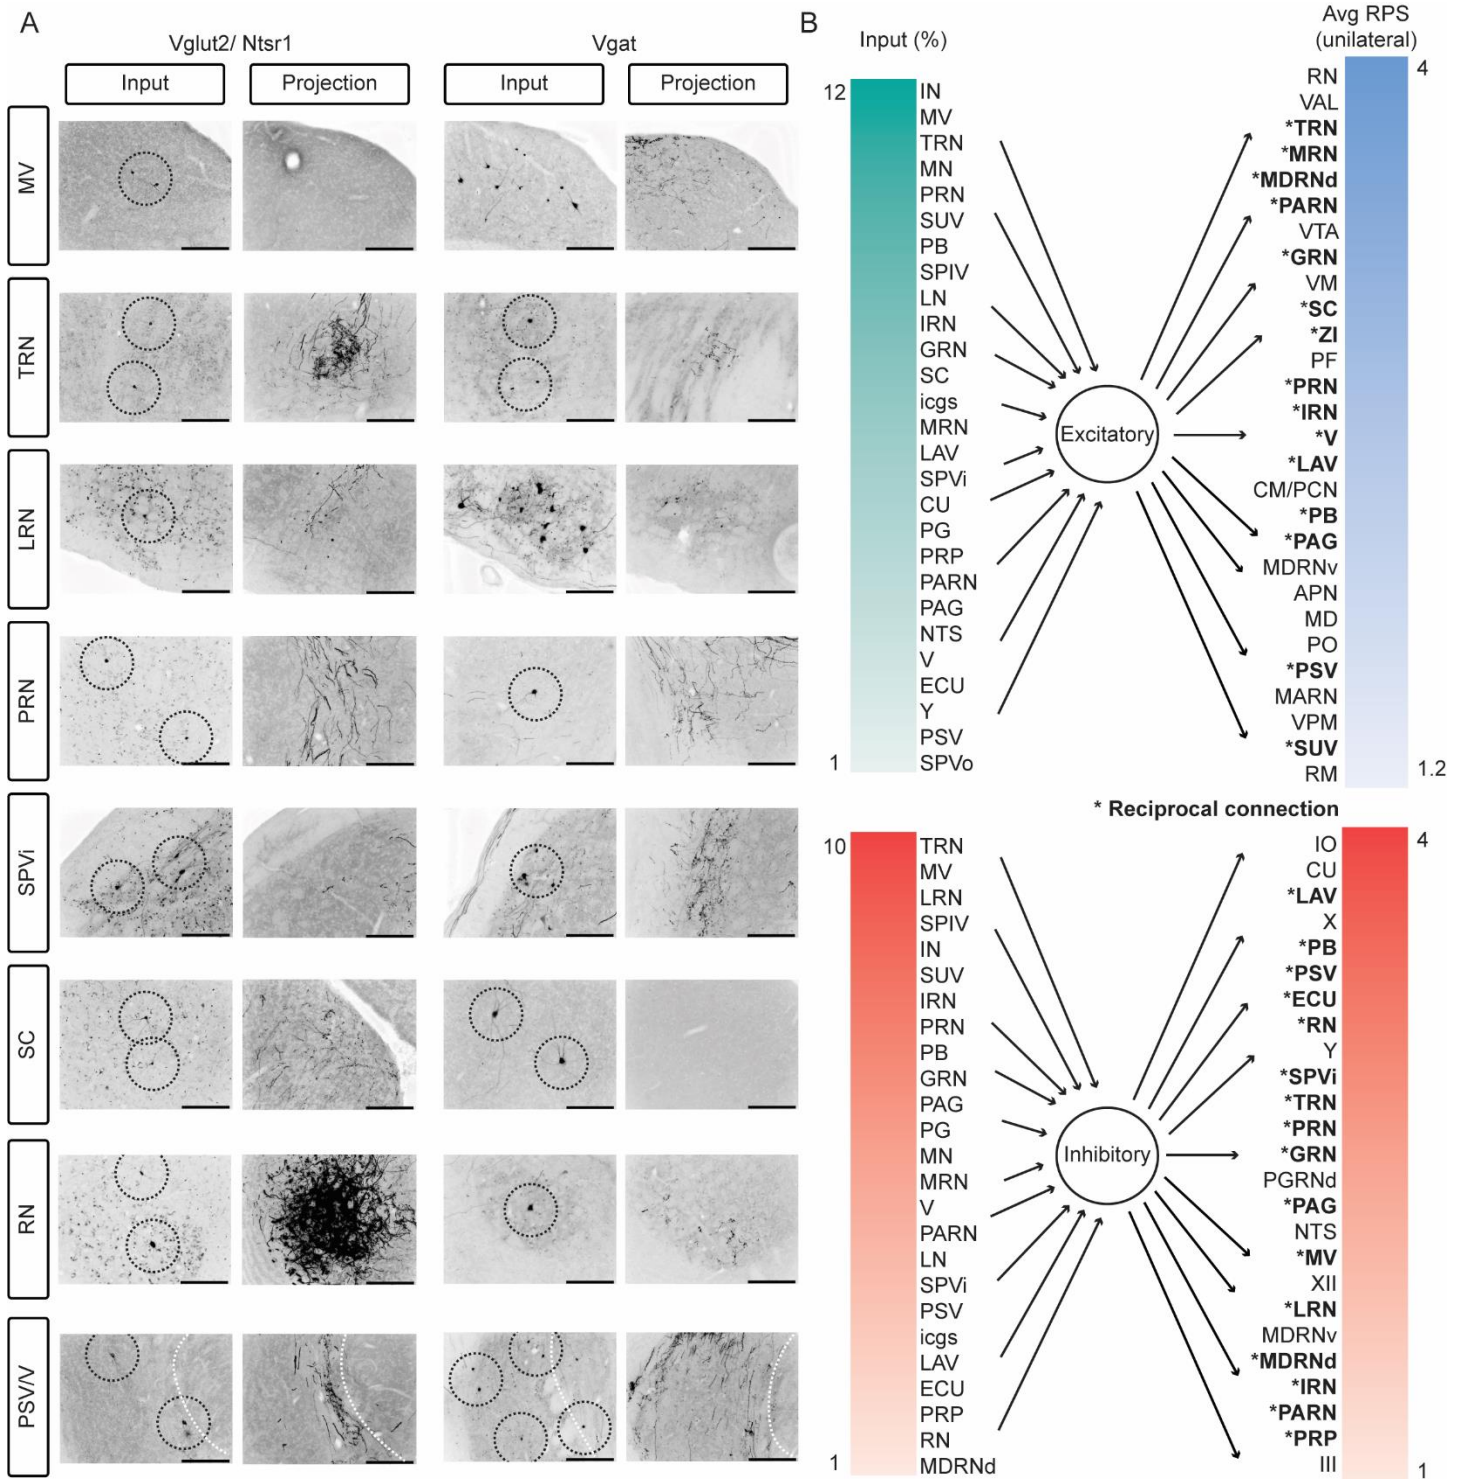 A
Vglut2/ Ntsr1
Vgat
Input
Projection
Input
Projection
MV
TRN
LRN
PRN
SPVi
SC
RN
PSV/V
B
Input (%)
Avg RPS
(unilateral)
12
1
IN
MV
TRN
MN
PRN
SUV
PB
SPIV
LN
IRN
GRN
SC
icgs
MRN
LAV
SPVi
CU
PG
PRP
PARN
PAG
NTS
V
ECU
Y
PSV
SPVo
Excitatory
RN
VAL
*TRN
*MRN
*MDRNd
*PARN
VTA
*GRN
VM
*SC
*ZI
PF
*PRN
*IRN
*V
*LAV
CM/PCN
*PB
*PAG
MDRNv
APN
MD
PO
*PSV
MARN
VPM
*SUV
RM
4
1.2
* Reciprocal connection
10
1
TRN
MV
LRN
SPIV
IN
SUV
IRN
PRN
PB
GRN
PAG
PG
MN
MRN
V
PARN
LN
SPVi
PSV
icgs
LAV
ECU
PRP
RN
MDRNd
Inhibitory
IO
CU
*LAV
X
*PB
*PSV
*ECU
*RN
Y
*SPVi
*TRN
*PRN
*GRN
PGRNd
*PAG
NTS
*MV
XII
*LRN
MDRNv
*MDRNd
*IRN
*PARN
*PRP
III
4
1